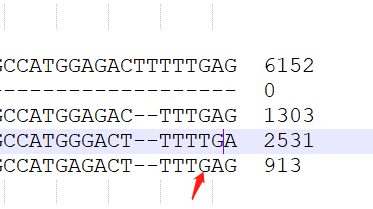 GCCATGGAGACTTTTTGAG 6152
------------------- 0
GCCATGGAGAC--TTTGAG 1303
GCCATGGGACT--TTTTGA 2531
GCCATGAGACT--TTTGAG 913